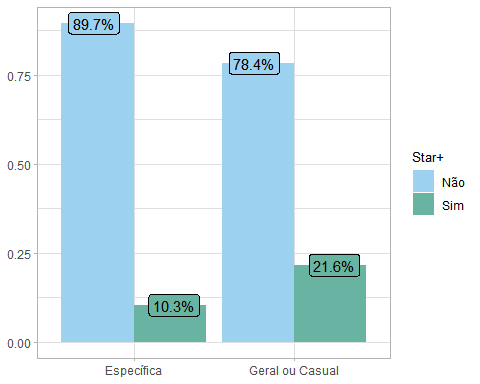 89.7%
78.4%
0.75
Star+
Não
0.50
Sim
0.25
21.6%
10.3%
0.00
Específica
Geral ou Casual